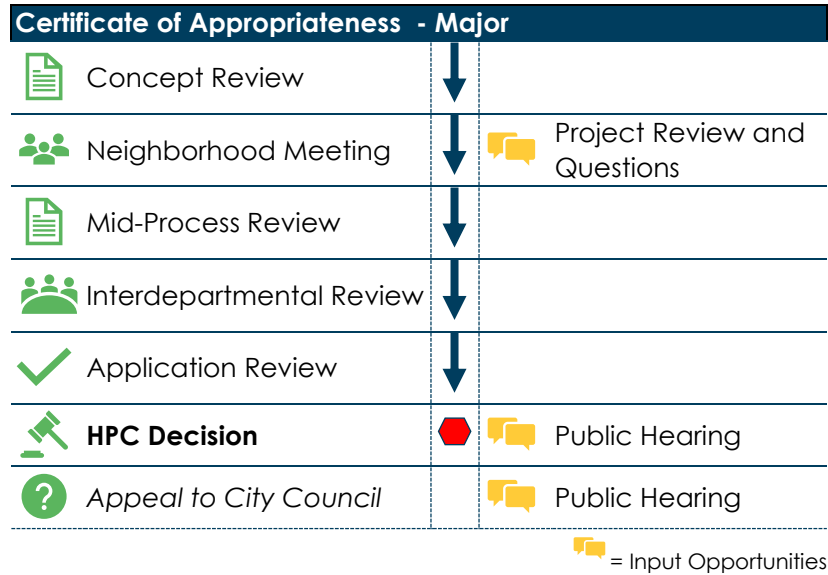 Certificate of Appropriateness - Major
Concept Review
Neighborhood Meeting
Project Review and
Questions
Mid-Process Review
Interdepartmental Review
Application Review
HPC Decision
Public Hearing
?
Appeal to City Council
Public Hearing
= Input Opportunities